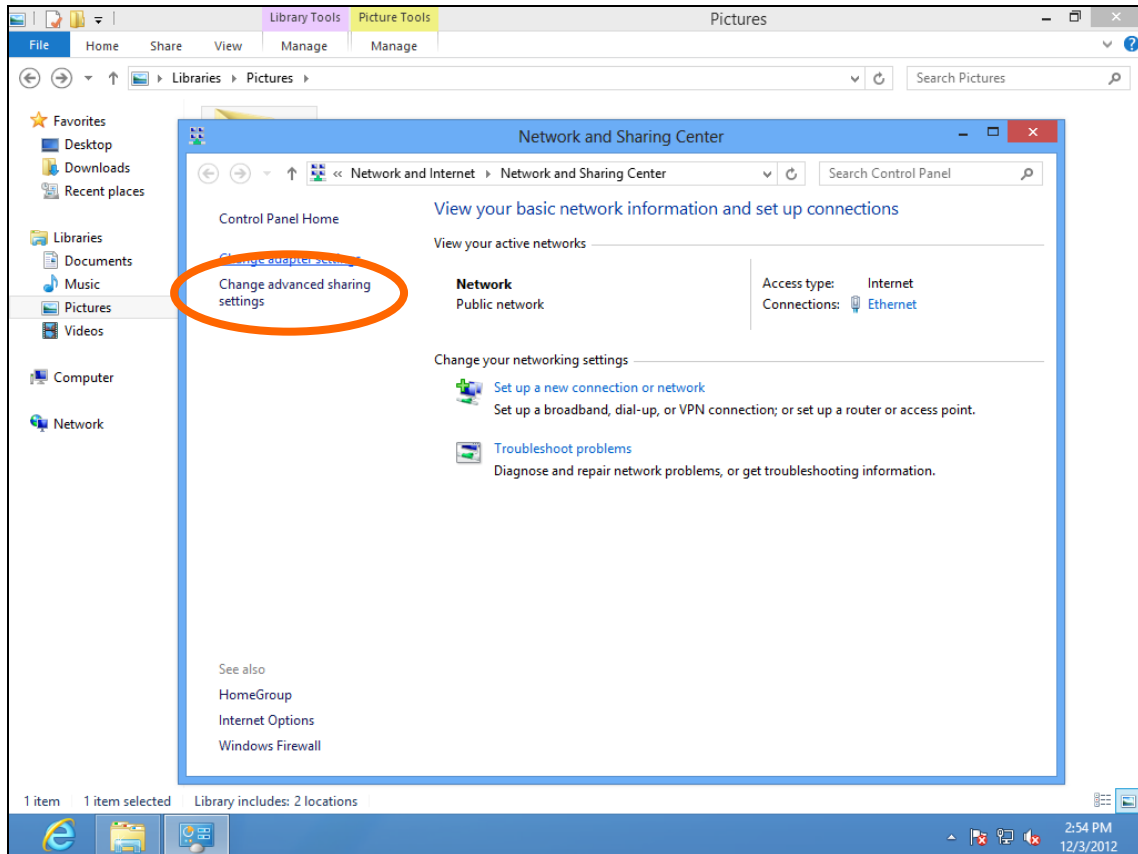 Library Tools
Picture Tools
Pictures
File
Home
Share
View
Manage
Manage
Libraries
Pictures
Search Pictures
Favorites
Desktop
Downloads
Recent places
Libraries
Documents
Music
Pictures
Videos
Computer
Network
Network and Sharing Center
« Network and Internet
Network and Sharing Center
Search Control Panel
Control Panel Home
Change adapter settings
Change advanced sharing
settings
View your basic network information and set up connections
View your active networks
Network
Public network
Access type: Internet
Connections: Ethernet
Change your networking settings
Set up a new connection or network
Set up a broadband, dial-up, or VPN connection; or set up a router or access point.
Troubleshoot problems
Diagnose and repair network problems, or get troubleshooting information.
See also
HomeGroup
Internet Options
Windows Firewall
1 item
1 item selected
Library includes: 2 locations
2:54 PM
12/3/2012